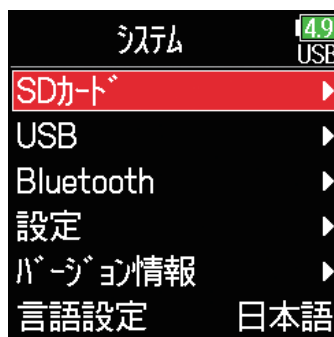 システム
4.9
USB
SDカード
USB
Bluetooth
設定
バージョン情報
言語設定 日本語